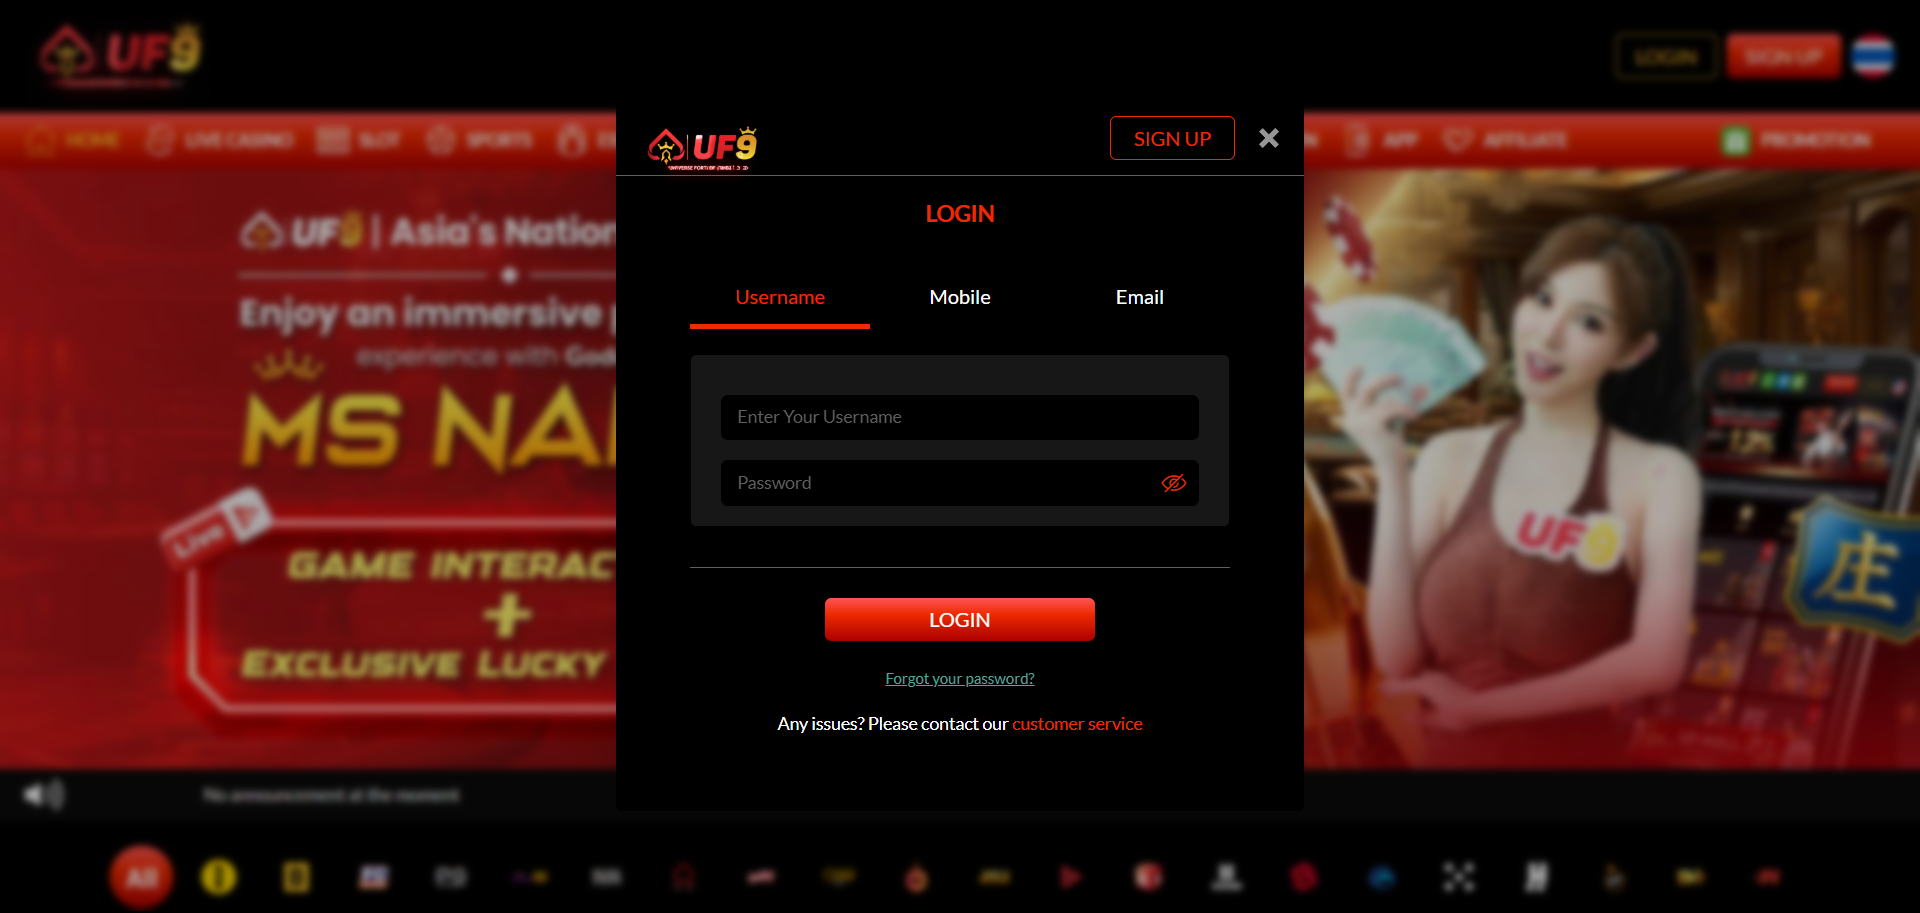 UF9
LOGIN
SIGN UP
HOME
LIVE CASINO
SLOT
SPORTS
APP
AFFILIATE
PROMOTION
UF9
SIGN UP
LOGIN
Username
Mobile
Email
Enter Your Username
Password
LOGIN
Forgot your password?
Any issues? Please contact our customer service
UF9 | Asia's Nation
Enjoy an immersive
experience with
MS NA
Live
GAME INTERAC
+
EXCLUSIVE LUCKY
UF9
庄
No announcement at the moment
All